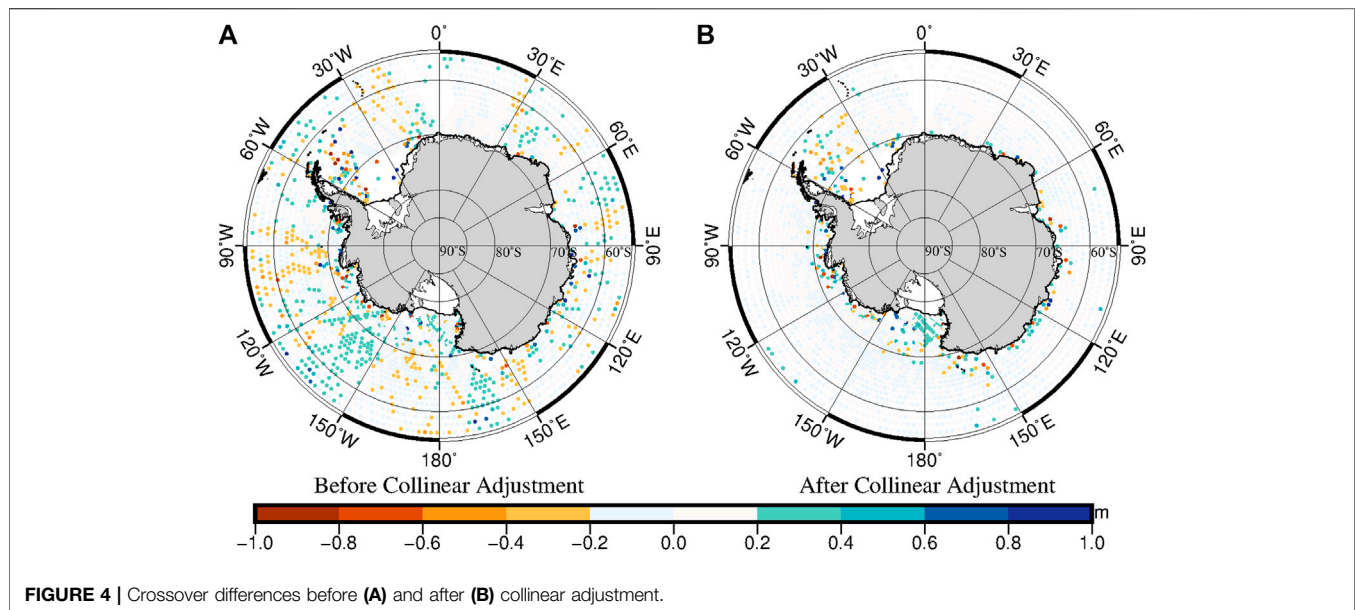 A
B
0°
30°E
60°E
90°E
120°E
150°E
180°
150°W
120°W
90°W
60°W
30°W
90°S
80°S
70°S
60°S
0°
30°E
60°E
90°E
120°E
150°E
180°
150°W
120°W
90°W
60°W
30°W
90°S
80°S
70°S
60°S
Before Collinear Adjustment
After Collinear Adjustment
m
−1.0 −0.8 −0.6 −0.4 −0.2 0.0 0.2 0.4 0.6 0.8 1.0
FIGURE 4 | Crossover differences before (A) and after (B) collinear adjustment.